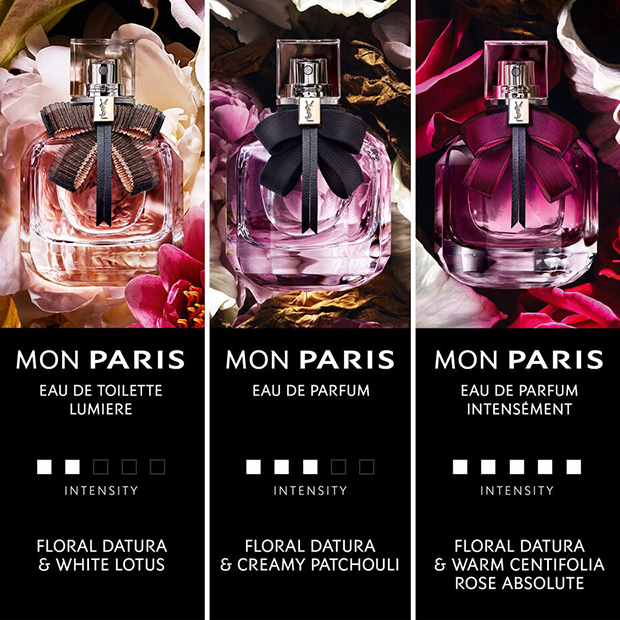 MON PARIS
EAU DE TOILETTE
LUMIERE
INTENSITY
FLORAL DATURA
& WHITE LOTUS
MON PARIS
EAU DE PARFUM
INTENSITY
FLORAL DATURA
& CREAMY PATCHOULI
MON PARIS
EAU DE PARFUM
INTENSÉMENT
INTENSITY
FLORAL DATURA
& WARM CENTIFOLIA
ROSE ABSOLUTE